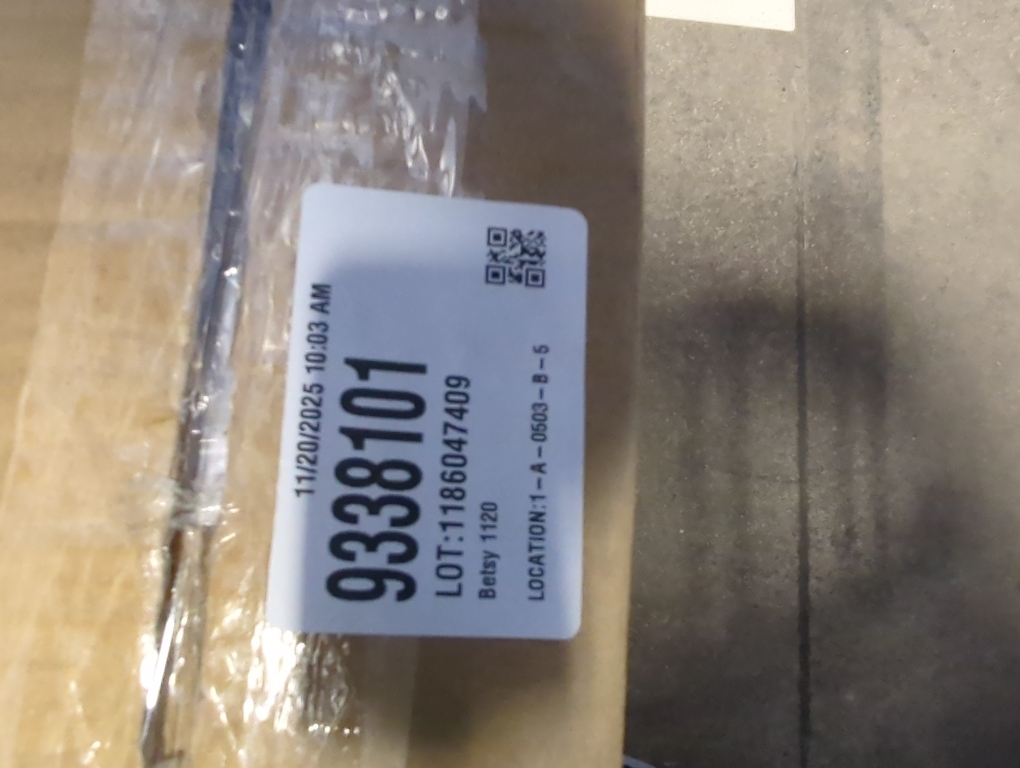 11/20/2025 10:03 AM
9338101
LOT:1186047409
Betsy 1120
LOCATION:1-A-0503-B-5